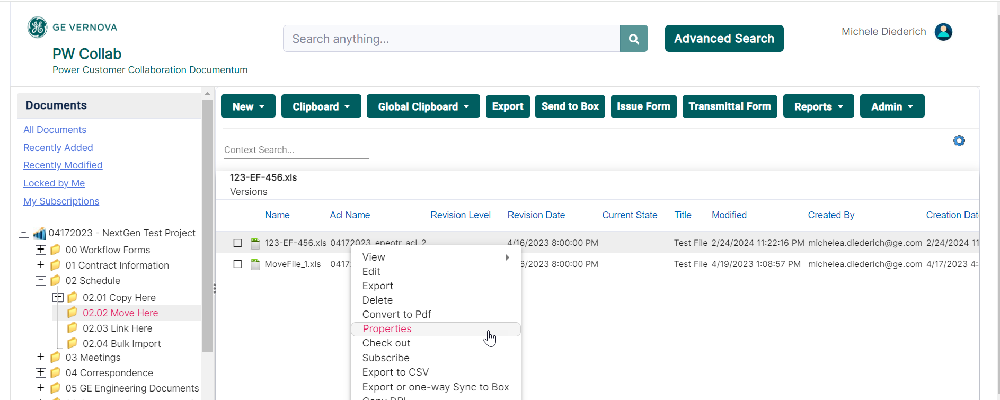 GE VERNOVA
PW Collab
Power Customer Collaboration Documentum
Search anything...
Advanced Search
Michele Diederich
Documents
All Documents
Recently Added
Recently Modified
Locked by Me
My Subscriptions
04172023 - NextGen Test Project
00 Workflow Forms
01 Contract Information
02 Schedule
02.01 Copy Here
02.02 Move Here
02.03 Link Here
02.04 Bulk Import
03 Meetings
04 Correspondence
05 GE Engineering Documents
New Clipboard Global Clipboard Export Send to Box Issue Form Transmittal Form Reports Admin
Context Search...
123-EF-456.xls
Versions
Name Acl Name Revision Level Revision Date Current State Title Modified Created By Creation Date
123-EF-456.xls 04172023_epeotr_acl_2 4/16/2023 8:00:00 PM Test File 2/24/2024 11:22:16 PM michelea.diederich@ge.com 2/24/2024 11
MoveFile_1.xls 0417 6/2023 8:00:00 PM Test File 4/19/2023 1:08:57 PM michelea.diederich@ge.com 4/17/2023 4:
View
Edit
Export
Delete
Convert to Pdf
Properties
Check out
Subscribe
Export to CSV
Export or one-way Sync to Box